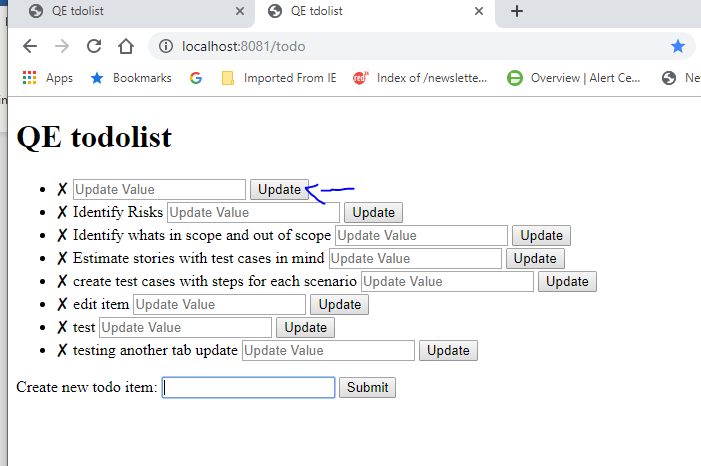 QE tdolist
QE tdolist
localhost:8081/todo
Apps Bookmarks Imported From IE Index of /newslette... Overview | Alert Ce... Ne
QE todolist
✗ Update Value Update
✗ Identify Risks Update Value Update
✗ Identify whats in scope and out of scope Update Value Update
✗ Estimate stories with test cases in mind Update Value Update
✗ create test cases with steps for each scenario Update Value Update
✗ edit item Update Value Update
✗ test Update Value Update
✗ testing another tab update Update Value Update
Create new todo item: Submit